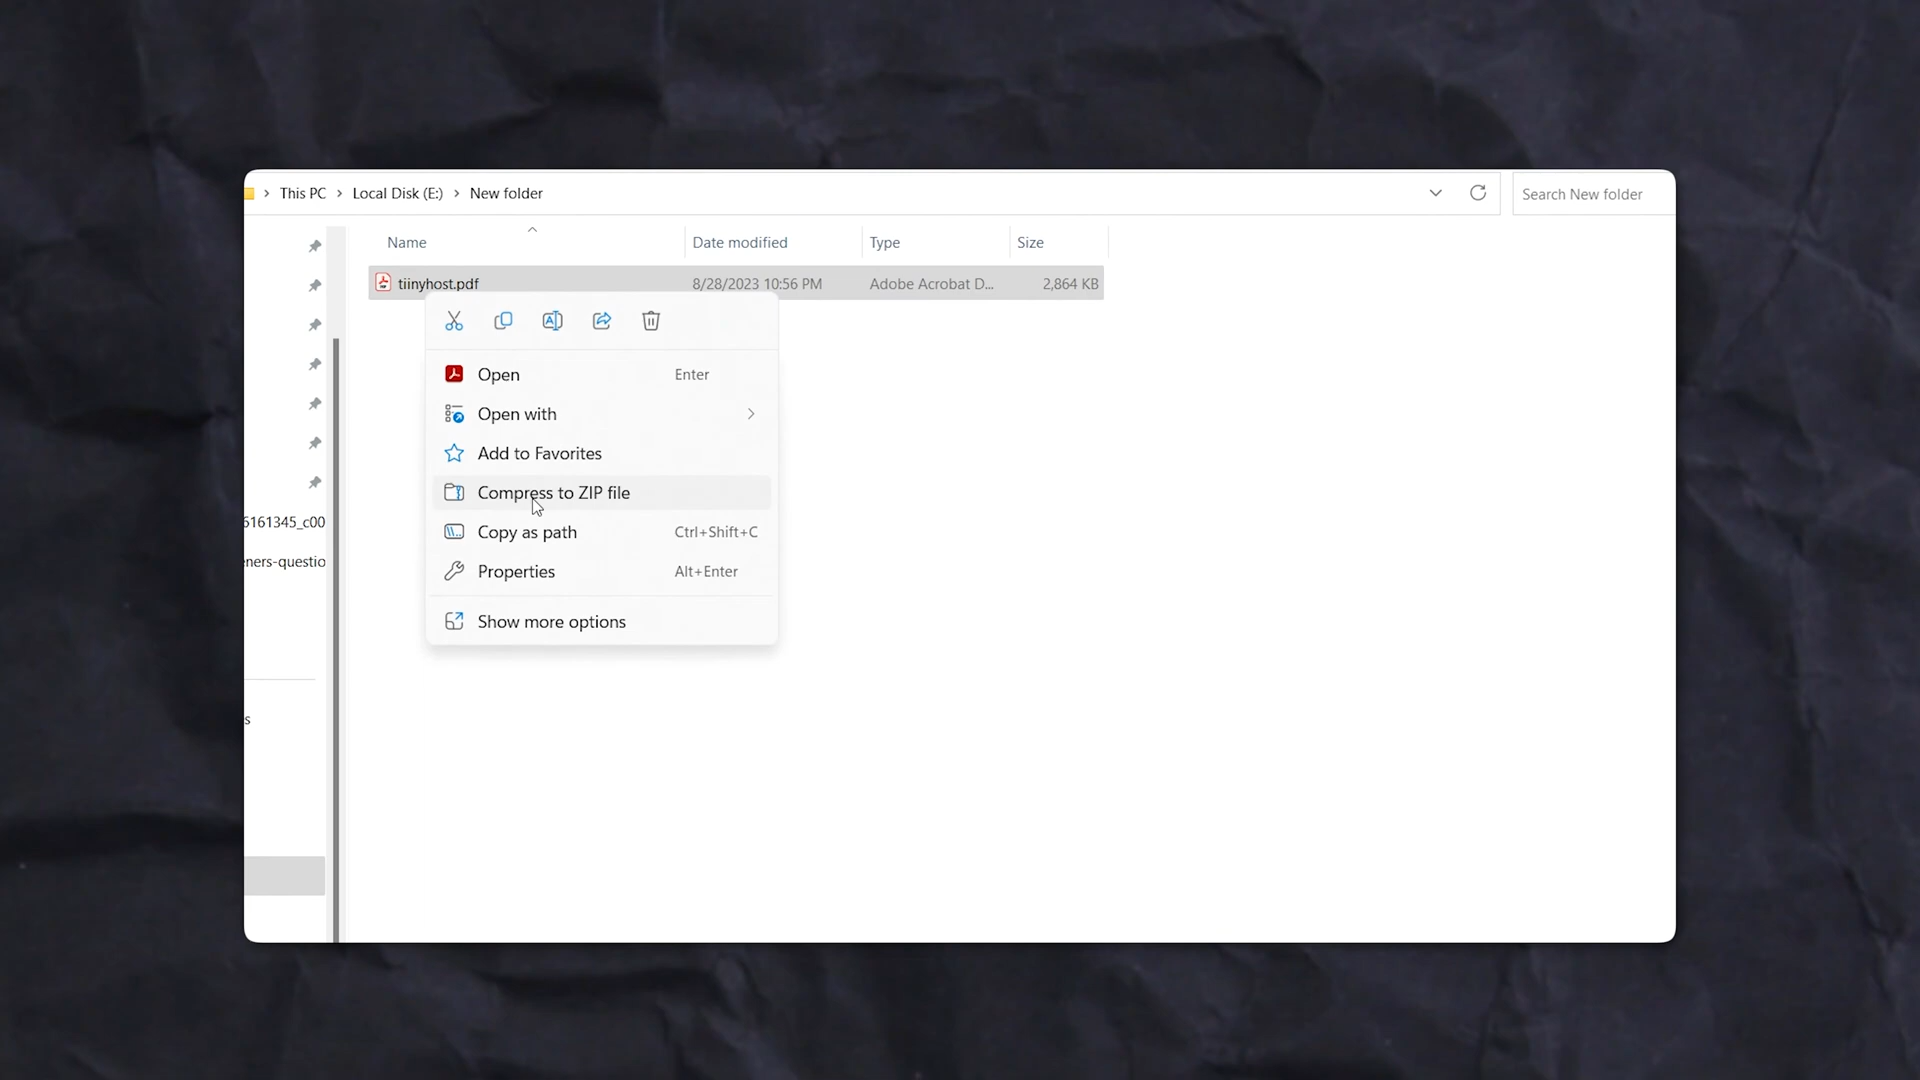 This PC > Local Disk (E:) > New folder
Search New folder
Name
Date modified
Type
Size
tiinyhost.pdf
8/28/2023 10:56 PM
Adobe Acrobat D...
2,864 KB
Open
Enter
Open with
Add to Favorites
Compress to ZIP file
Copy as path
Ctrl+Shift+C
Properties
Alt+Enter
Show more options
6161345_c00
eners-questio
s